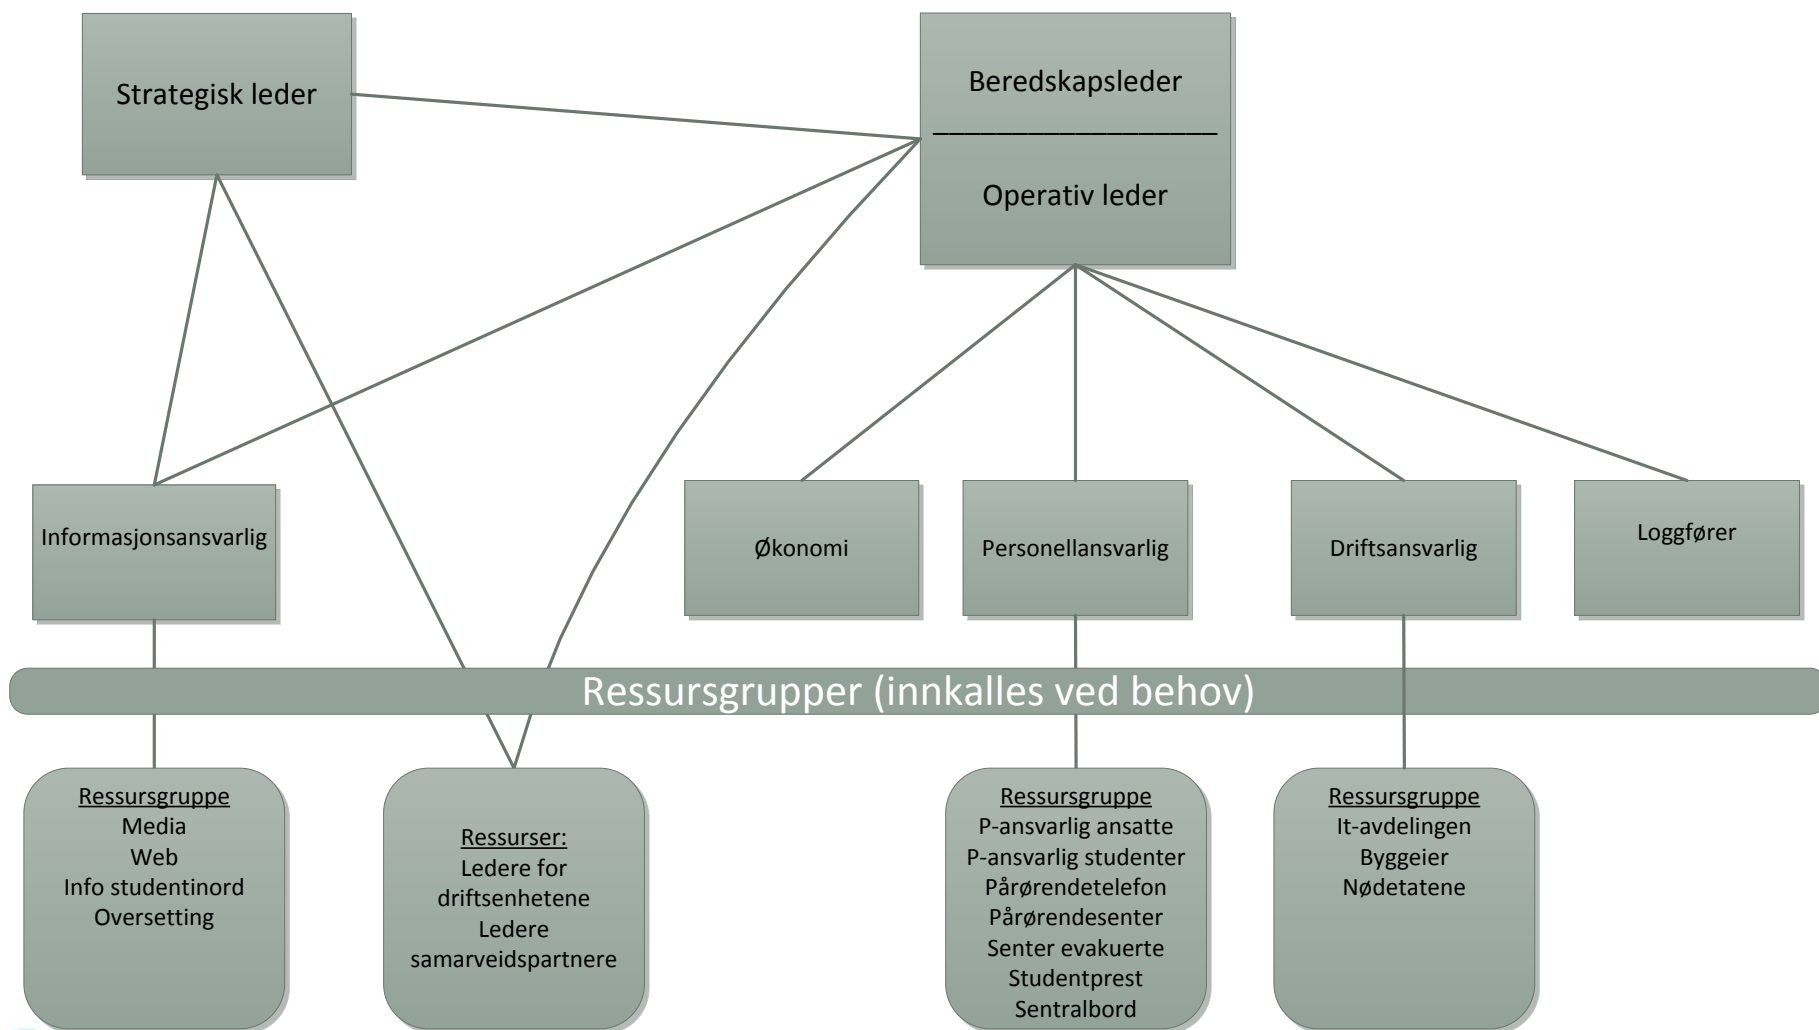 Strategisk leder
Beredskapsleder
Operativ leder
Informasjonsansvarlig
Økonomi
Personellansvarlig
Driftsansvarlig
Loggfører
Ressursgrupper (innkalles ved behov)
Ressursgruppe
Media
Web
Info studentinord
Oversetting
Ressurser:
Ledere for
driftsenhetene
Ledere
samarveidspartnere
Ressursgruppe
P-ansvarlig ansatte
P-ansvarlig studenter
Pårørendetelefon
Pårørendesenter
Senter evakuerte
Studentprest
Sentralbord
Ressursgruppe
It-avdelingen
Byggeier
Nødetatene